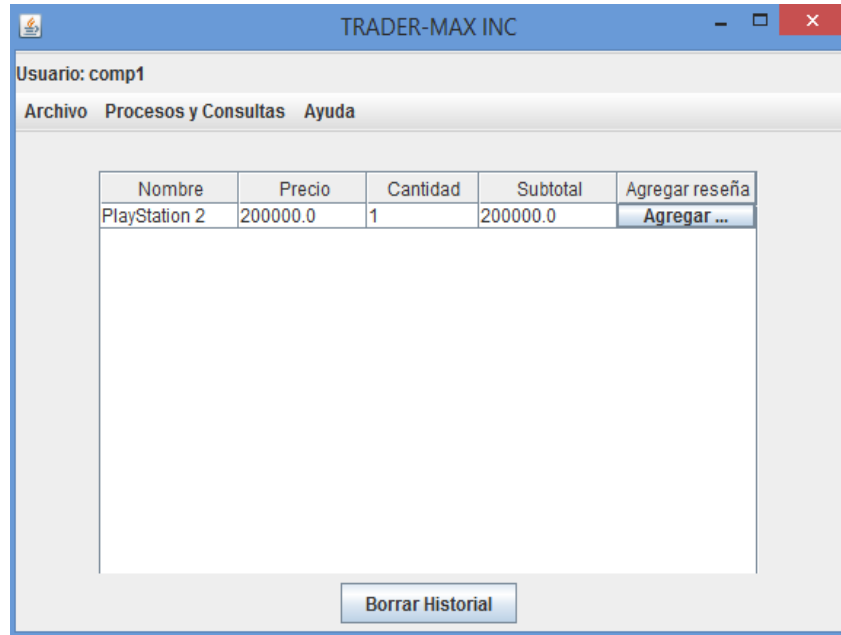 TRADER-MAX INC
Usuario: comp1
Archivo Procesos y Consultas Ayuda
Nombre Precio Cantidad Subtotal Agregar reseña
PlayStation 2 200000.0 1 200000.0 Agregar ...
Borrar Historial